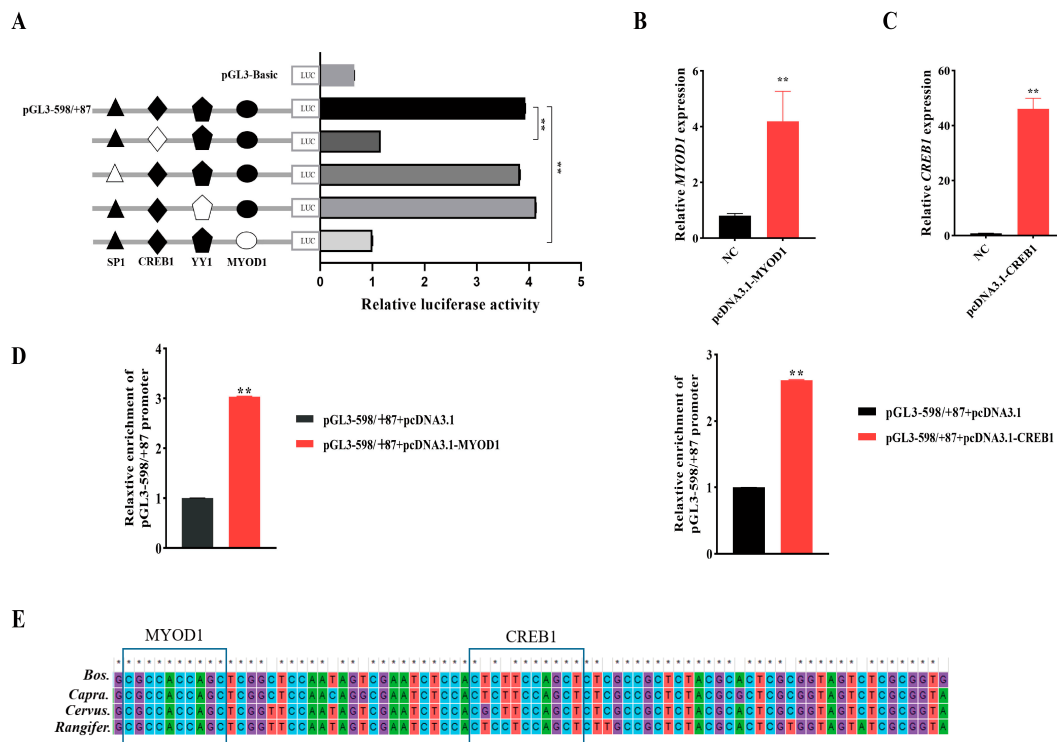 A
pGL3-Basic
LUC
pGL3-598/+87
LUC
LUC
LUC
LUC
LUC
**
**
SP1 CREB1 YY1 MYOD1
0 1 2 3 4 5
Relative luciferase activity
B
Relative MYOD1 expression
6
4
2
0
**
NC
pcDNA3.1-MYOD1
C
Relative CREB1 expression
60
40
20
0
**
NC
pcDNA3.1-CREB1
D
Relaxtive enrichment of
pGL3-598/+87 promoter
4
3
2
1
0
**
pGL3-598/+87+pcDNA3.1
pGL3-598/+87+pcDNA3.1-MYOD1
Relaxtive enrichment of
pGL3-598/+87 promoter
3
2
1
0
**
pGL3-598/+87+pcDNA3.1
pGL3-598/+87+pcDNA3.1-CREB1
E
MYOD1 CREB1
Bos. GCGCCACCAGCTCGGCTCCAATAGTCGAATCTCCACTCTTCCAGCTCTCGCCGCTCTACGCACTCGCGGTAGTCTCGCGGTG
Capra. GCGCCACCAGCTCGGCTCCAACAGGCGAATCTCCACTCTTCCAGCTCTCGCCGCTCTACGCGCTCGCGGTAGTCTCGCGGTA
Cervus. GCGCCACCAGCTCGGTTCCAATAGTCGAATCTCCACGCTTCCAGCTCTCGCCGCTCTACGCACTCGCGGTAGTCTCGCGGTA
Rangifer. GCGCCACCAGCTCGGTTCCAATAGTCGAATCTCCACTCCTCCAGCTCTTGCCGCTCTACGCACTCGTGGTAGTATCGCGGTA